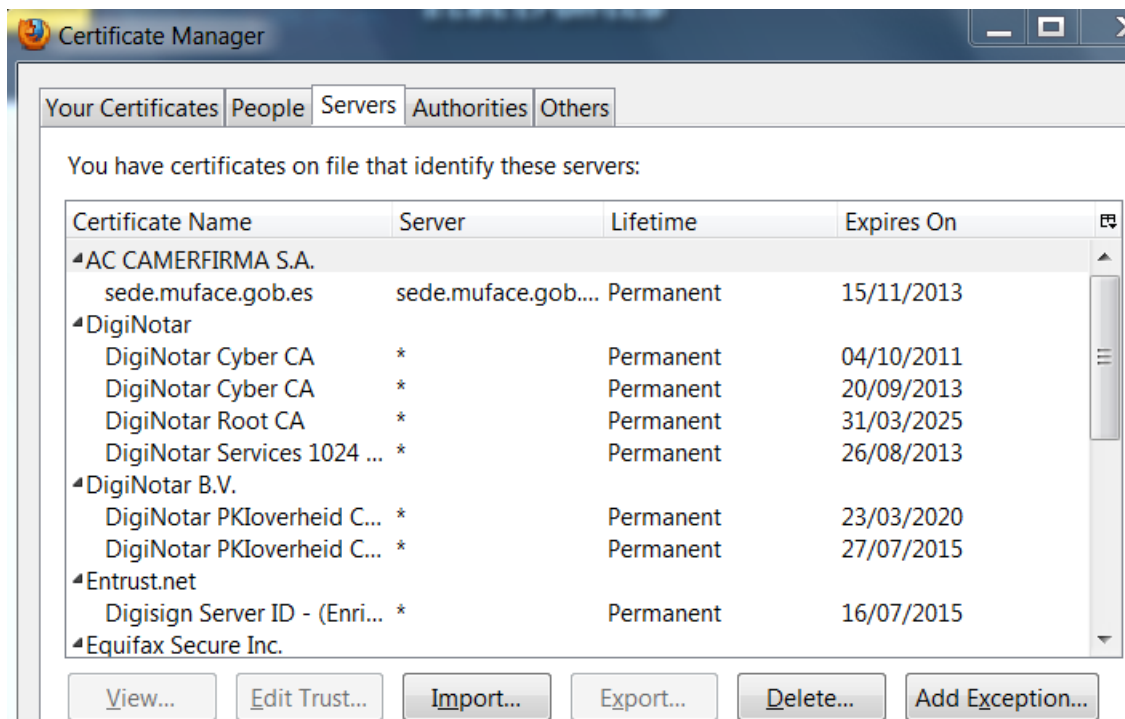 Certificate Manager
Your Certificates People Servers Authorities Others
You have certificates on file that identify these servers:
Certificate Name Server Lifetime Expires On
AC CAMERFIRMA S.A.
sede.muface.gob.es sede.muface.gob.... Permanent 15/11/2013
DigiNotar
DigiNotar Cyber CA * Permanent 04/10/2011
DigiNotar Cyber CA * Permanent 20/09/2013
DigiNotar Root CA * Permanent 31/03/2025
DigiNotar Services 1024 ... * Permanent 26/08/2013
DigiNotar B.V.
DigiNotar PKIoverheid C... * Permanent 23/03/2020
DigiNotar PKIoverheid C... * Permanent 27/07/2015
Entrust.net
Digisign Server ID - (Enri... * Permanent 16/07/2015
Equifax Secure Inc.
View... Edit Trust... Import... Export... Delete... Add Exception...